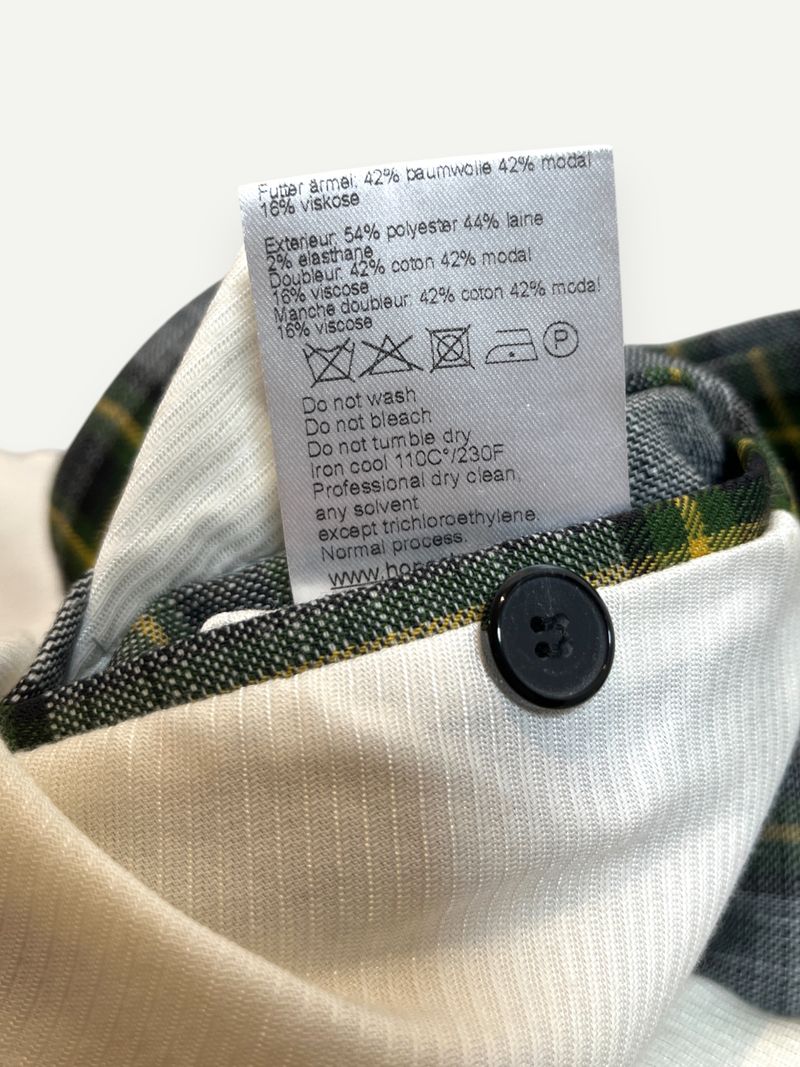 Futter ärmel: 42% baumwolle 42% modal
16% viskose
Exterieur: 54% polyester 44% laine
2% elasthane
Doubleur: 42% coton 42% modal
16% viscose
Manche doubleur: 42% coton 42% modal
16% viscose
P
Do not wash
Do not bleach
Do not tumble dry
Iron cool 110C°/230F
Professional dry clean,
any solvent
except trichloroethylene.
Normal process.